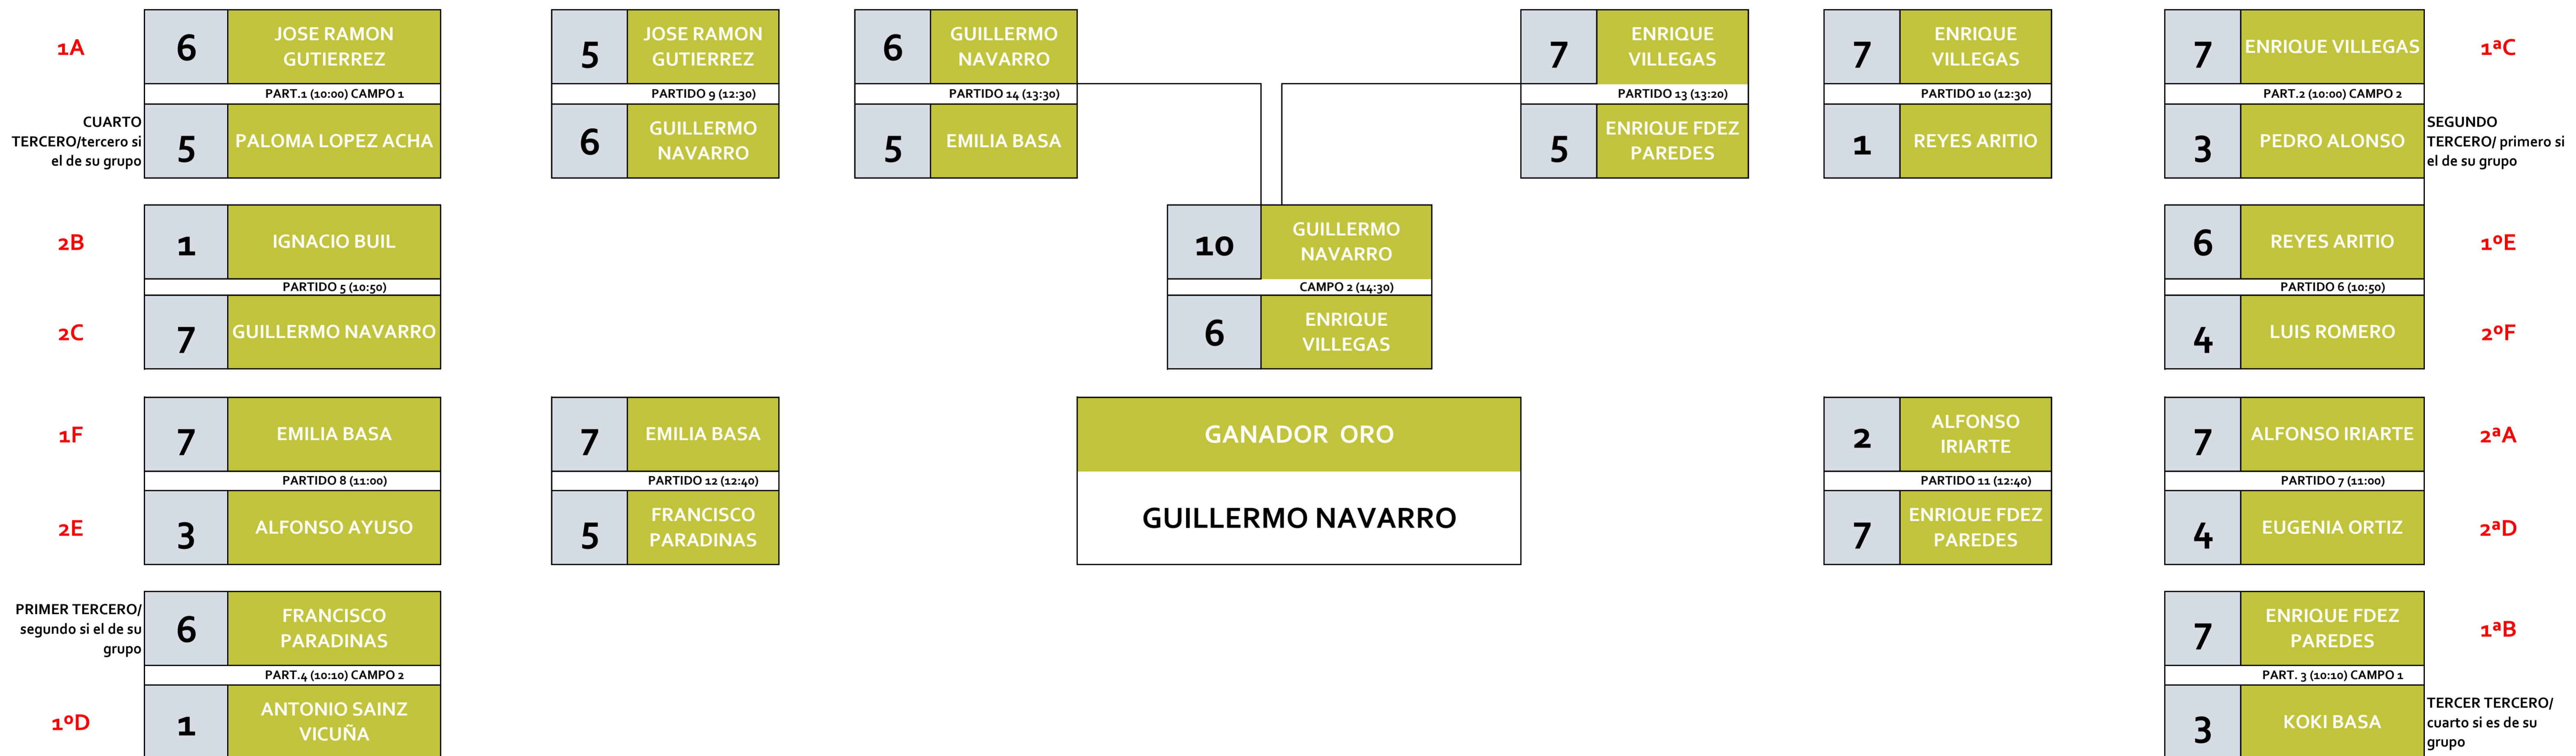 1A
6
JOSE RAMON
GUTIERREZ
PART.1 (10:00) CAMPO 1
CUARTO
TERCERO/tercero si
el de su grupo
5
PALOMA LOPEZ ACHA
2B
1
IGNACIO BUIL
PARTIDO 5 (10:50)
2C
7
GUILLERMO NAVARRO
1F
7
EMILIA BASA
PARTIDO 8 (11:00)
2E
3
ALFONSO AYUSO
PRIMER TERCERO/
segundo si el de su
grupo
6
FRANCISCO
PARADINAS
PART.4 (10:10) CAMPO 2
1ºD
1
ANTONIO SAINZ
VICUÑA
5
JOSE RAMON
GUTIERREZ
PARTIDO 9 (12:30)
6
GUILLERMO
NAVARRO
7
EMILIA BASA
PARTIDO 12 (12:40)
5
FRANCISCO
PARADINAS
6
GUILLERMO
NAVARRO
PARTIDO 14 (13:30)
5
EMILIA BASA
10
GUILLERMO
NAVARRO
CAMPO 2 (14:30)
6
ENRIQUE
VILLEGAS
GANADOR ORO
GUILLERMO NAVARRO
7
ENRIQUE
VILLEGAS
PARTIDO 13 (13:20)
5
ENRIQUE FDEZ
PAREDES
7
ENRIQUE
VILLEGAS
PARTIDO 10 (12:30)
1
REYES ARITIO
2
ALFONSO
IRIARTE
PARTIDO 11 (12:40)
7
ENRIQUE FDEZ
PAREDES
7
ENRIQUE VILLEGAS
1ªC
PART.2 (10:00) CAMPO 2
3
PEDRO ALONSO
SEGUNDO
TERCERO/ primero si
el de su grupo
6
REYES ARITIO
1ºE
PARTIDO 6 (10:50)
4
LUIS ROMERO
2ºF
7
ALFONSO IRIARTE
2ªA
PARTIDO 7 (11:00)
4
EUGENIA ORTIZ
2ªD
7
ENRIQUE FDEZ
PAREDES
1ªB
PART. 3 (10:10) CAMPO 1
3
KOKI BASA
TERCER TERCERO/
cuarto si es de su
grupo